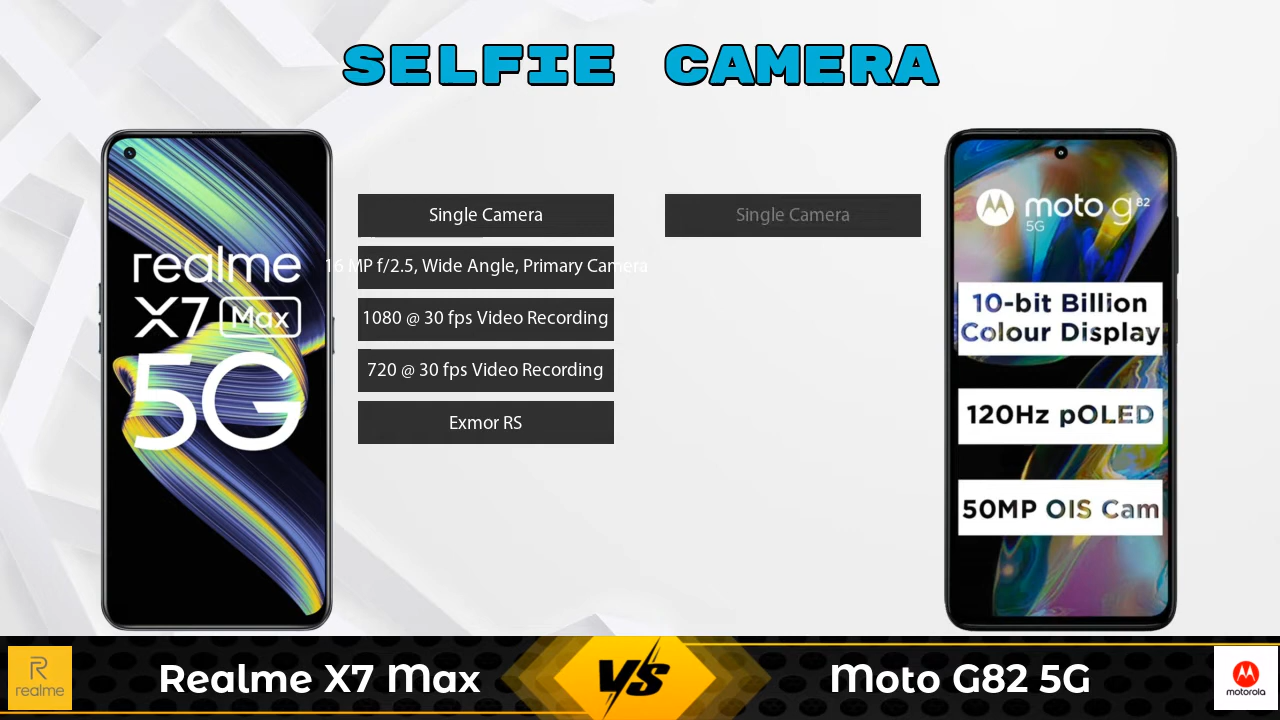 SELFIE CAMERA
Single Camera
16 MP f/2.5, Wide Angle, Primary Camera
1080 @ 30 fps Video Recording
720 @ 30 fps Video Recording
Exmor RS
Single Camera
realme
X7 Max
5G
moto g82
5G
10-bit Billion
Colour Display
120Hz pOLED
50MP OIS Cam
R
realme
Realme X7 Max
VS
Moto G82 5G
motorola